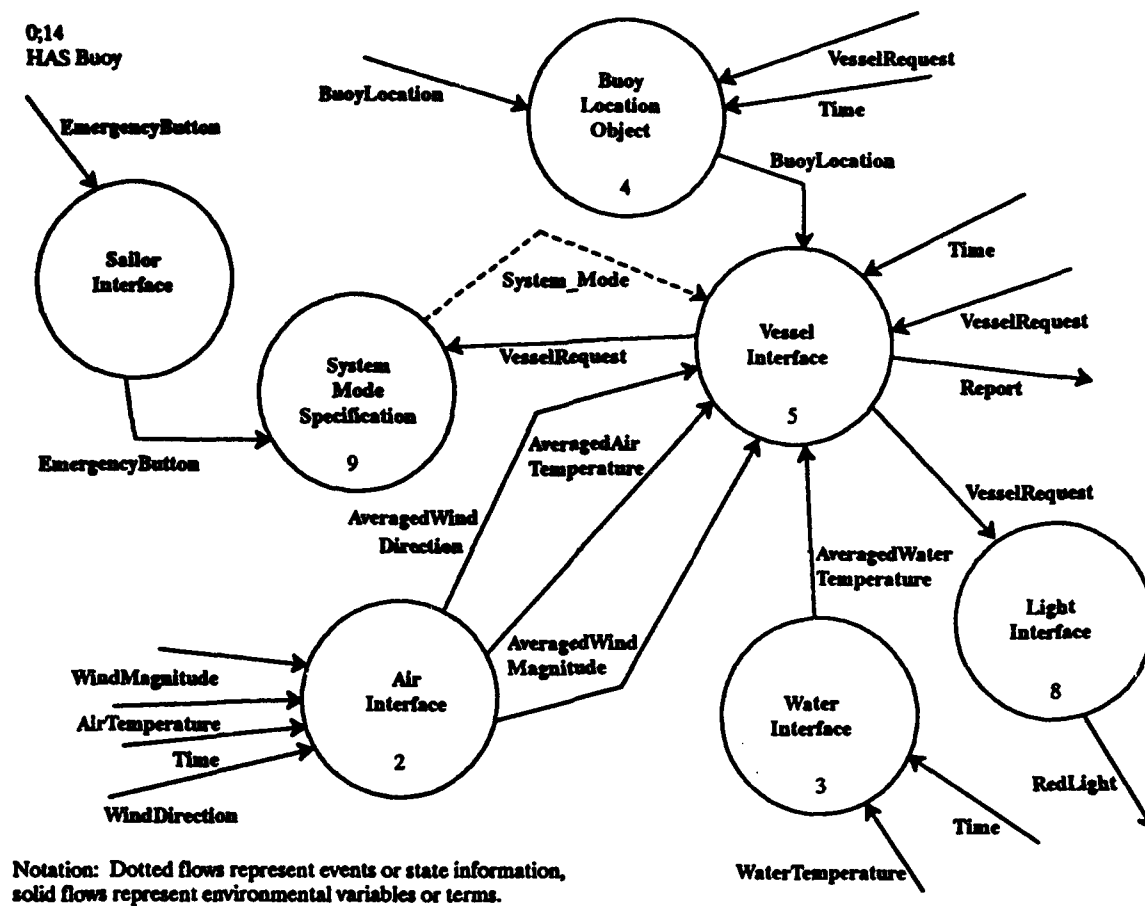 0;14
HAS Buoy
EmergencyButton
Sailor
Interface
BuoyLocation
Buoy
Location
Object
4
VesselRequest
Time
BuoyLocation
System_Mode
Time
VesselRequest
Vessel
Interface
5
Report
VesselRequest
System
Mode
Specification
9
EmergencyButton
AveragedAir
Temperature
AveragedWind
Direction
VesselRequest
AveragedWater
Temperature
Light
Interface
8
AveragedWind
Magnitude
WindMagnitude
AirTemperature
Time
WindDirection
Air
Interface
2
Water
Interface
3
RedLight
Time
WaterTemperature
Notation: Dotted flows represent events or state information,
solid flows represent environmental variables or terms.